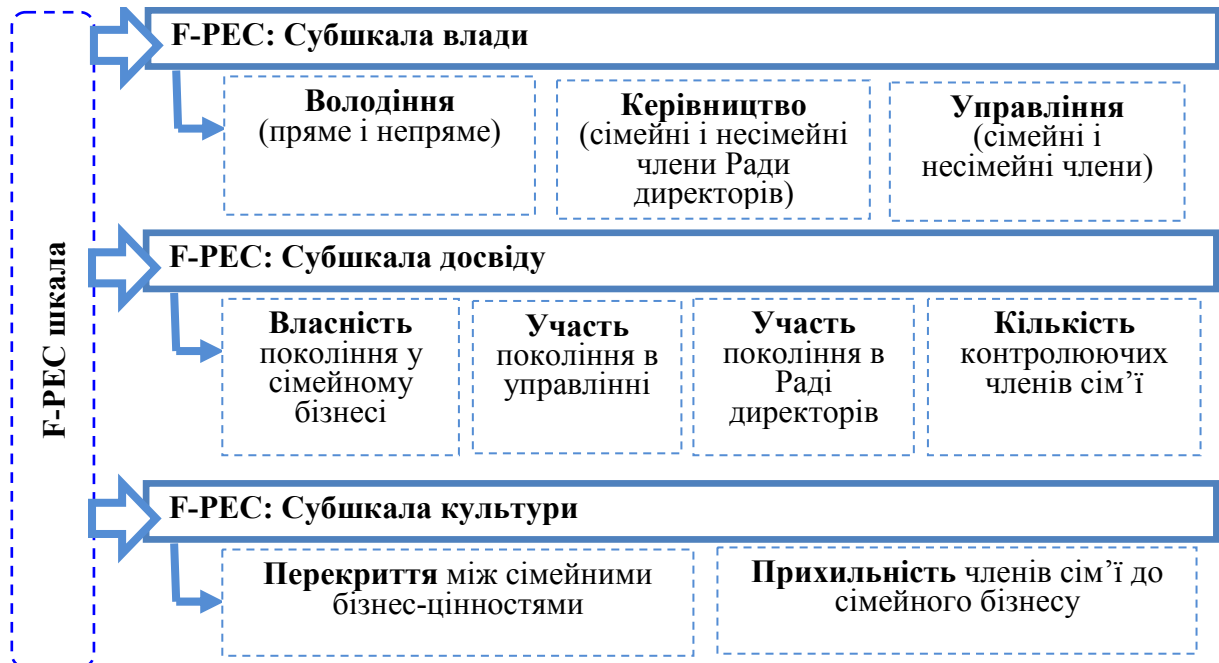 F-PEC шкала
F-PEC: Субшкала влади
Володіння
(пряме і непряме)
Керівництво
(сімейні і несімейні
члени Ради
директорів)
Управління
(сімейні і
несімейні члени)
F-PEC: Субшкала досвіду
Власність
покоління у
сімейному
бізнесі
Участь
покоління в
управлінні
Участь
покоління в
Раді
директорів
Кількість
контролюючих
членів сім’ї
F-PEC: Субшкала культури
Перекриття між сімейними
бізнес-цінностями
Прихильність членів сім’ї до
сімейного бізнесу